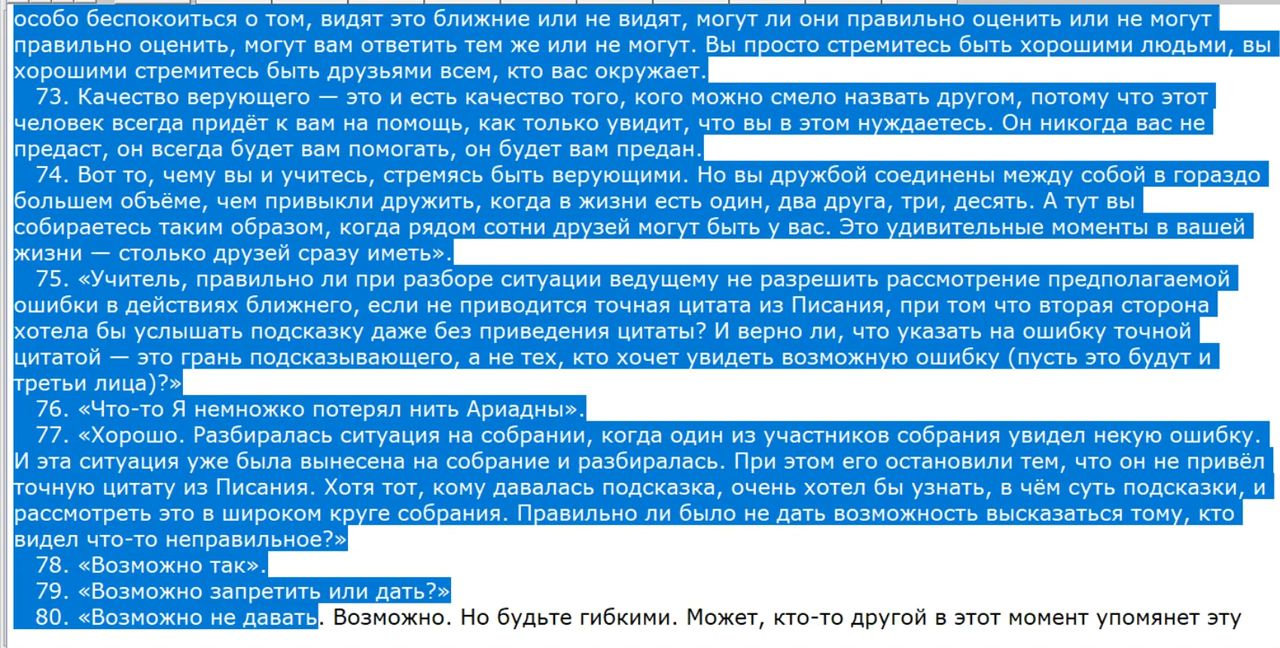 особо беспокоиться о том, видят это ближние или не видят, могут ли они правильно оценить или не могут
правильно оценить, могут вам ответить тем же или не могут. Вы просто стремитесь быть хорошими людьми, вы
хорошими стремитесь быть друзьями всем, кто вас окружает.
73. Качество верующего — это и есть качество того, кого можно смело назвать другом, потому что этот
человек всегда придёт к вам на помощь, как только увидит, что вы в этом нуждаетесь. Он никогда вас не
предаст, он всегда будет вам помогать, он будет вам предан.
74. Вот то, чему вы и учитесь, стремясь быть верующими. Но вы дружбой соединены между собой в гораздо
большем объёме, чем привыкли дружить, когда в жизни есть один, два друга, три, десять. А тут вы
собираетесь таким образом, когда рядом сотни друзей могут быть у вас. Это удивительные моменты в вашей
жизни — столько друзей сразу иметь».
75. «Учитель, правильно ли при разборе ситуации ведущему не разрешить рассмотрение предполагаемой
ошибки в действиях ближнего, если не приводится точная цитата из Писания, при том что вторая сторона
хотела бы услышать подсказку даже без приведения цитаты? И верно ли, что указать на ошибку точной
цитатой — это грань подсказывающего, а не тех, кто хочет увидеть возможную ошибку (пусть это будут и
третьи лица)?»
76. «Что-то Я немножко потерял нить Ариадны».
77. «Хорошо. Разбиралась ситуация на собрании, когда один из участников собрания увидел некую ошибку.
И эта ситуация уже была вынесена на собрание и разбиралась. При этом его остановили тем, что он не привёл
точную цитату из Писания. Хотя тот, кому давалась подсказка, очень хотел бы узнать, в чём суть подсказки, и
рассмотреть это в широком круге собрания. Правильно ли было не дать возможность высказаться тому, кто
видел что-то неправильное?»
78. «Возможно так».
79. «Возможно запретить или дать?»
80. «Возможно не давать. Возможно. Но будьте гибкими. Может, кто-то другой в этот момент упомянет эту